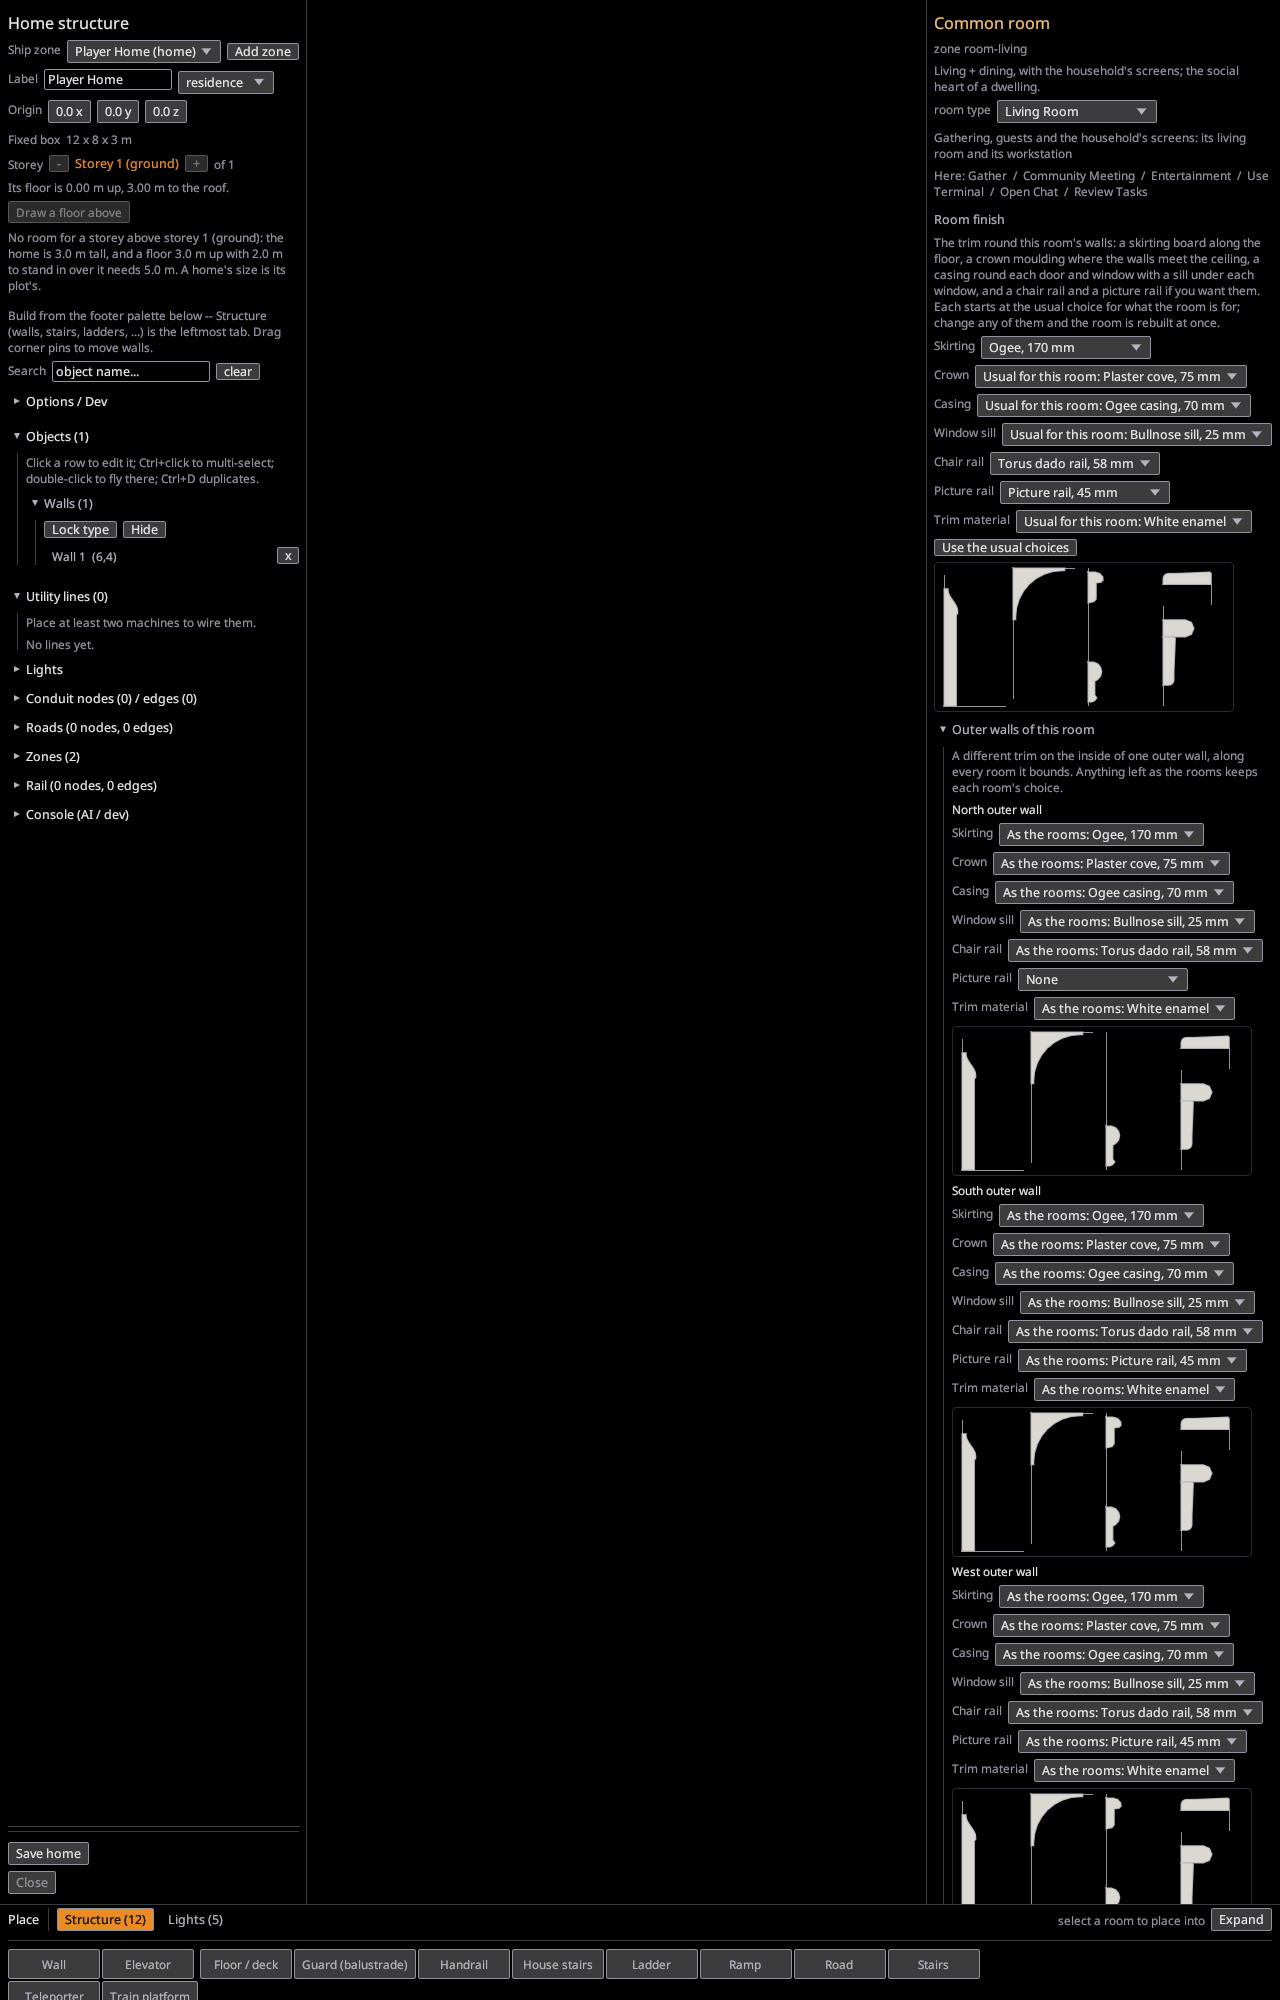 Home structure
Ship zone Player Home (home) Add zone
Label Player Home residence
Origin 0.0 x 0.0 y 0.0 z
Fixed box 12 x 8 x 3 m
Storey - Storey 1 (ground) + of 1
Its floor is 0.00 m up, 3.00 m to the roof.
Draw a floor above
No room for a storey above storey 1 (ground): the
home is 3.0 m tall, and a floor 3.0 m up with 2.0 m
to stand in over it needs 5.0 m. A home's size is its
plot's.
Build from the footer palette below -- Structure
(walls, stairs, ladders, ...) is the leftmost tab. Drag
corner pins to move walls.
Search object name... clear
Options / Dev
Objects (1)
Click a row to edit it; Ctrl+click to multi-select;
double-click to fly there; Ctrl+D duplicates.
Walls (1)
Lock type Hide
Wall 1 (6,4) x
Utility lines (0)
Place at least two machines to wire them.
No lines yet.
Lights
Conduit nodes (0) / edges (0)
Roads (0 nodes, 0 edges)
Zones (2)
Rail (0 nodes, 0 edges)
Console (AI / dev)
Save home
Close
Common room
zone room-living
Living + dining, with the household's screens; the social
heart of a dwelling.
room type Living Room
Gathering, guests and the household's screens: its living
room and its workstation
Here: Gather / Community Meeting / Entertainment / Use
Terminal / Open Chat / Review Tasks
Room finish
The trim round this room's walls: a skirting board along the
floor, a crown moulding where the walls meet the ceiling, a
casing round each door and window with a sill under each
window, and a chair rail and a picture rail if you want them.
Each starts at the usual choice for what the room is for;
change any of them and the room is rebuilt at once.
Skirting Ogee, 170 mm
Crown Usual for this room: Plaster cove, 75 mm
Casing Usual for this room: Ogee casing, 70 mm
Window sill Usual for this room: Bullnose sill, 25 mm
Chair rail Torus dado rail, 58 mm
Picture rail Picture rail, 45 mm
Trim material Usual for this room: White enamel
Use the usual choices
Outer walls of this room
A different trim on the inside of one outer wall, along
every room it bounds. Anything left as the rooms keeps
each room's choice.
North outer wall
Skirting As the rooms: Ogee, 170 mm
Crown As the rooms: Plaster cove, 75 mm
Casing As the rooms: Ogee casing, 70 mm
Window sill As the rooms: Bullnose sill, 25 mm
Chair rail As the rooms: Torus dado rail, 58 mm
Picture rail None
Trim material As the rooms: White enamel
South outer wall
Skirting As the rooms: Ogee, 170 mm
Crown As the rooms: Plaster cove, 75 mm
Casing As the rooms: Ogee casing, 70 mm
Window sill As the rooms: Bullnose sill, 25 mm
Chair rail As the rooms: Torus dado rail, 58 mm
Picture rail As the rooms: Picture rail, 45 mm
Trim material As the rooms: White enamel
West outer wall
Skirting As the rooms: Ogee, 170 mm
Crown As the rooms: Plaster cove, 75 mm
Casing As the rooms: Ogee casing, 70 mm
Window sill As the rooms: Bullnose sill, 25 mm
Chair rail As the rooms: Torus dado rail, 58 mm
Picture rail As the rooms: Picture rail, 45 mm
Trim material As the rooms: White enamel
Place Structure (12) Lights (5) select a room to place into Expand
Wall Elevator Floor / deck Guard (balustrade) Handrail House stairs Ladder Ramp Road Stairs
Teleporter Train platform